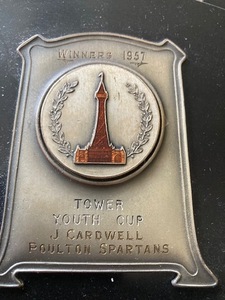 WINNERS 1957
TOWER
YOUTH CUP
J CARDWELL
POULTON SPARTANS